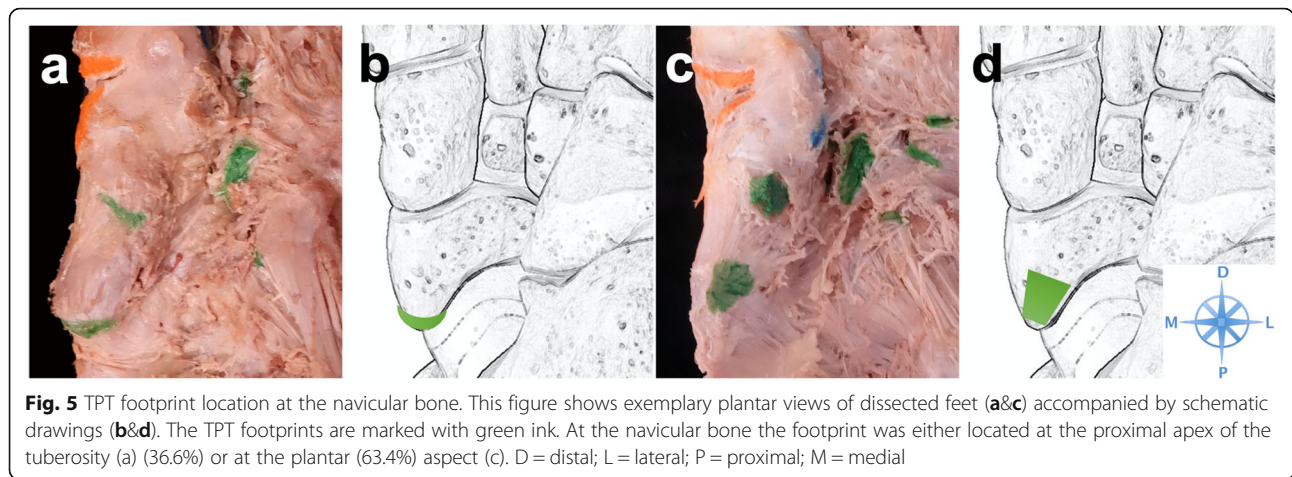 a b c d
D
M L
P
Fig. 5 TPT footprint location at the navicular bone. This figure shows exemplary plantar views of dissected feet (a&c) accompanied by schematic
drawings (b&d). The TPT footprints are marked with green ink. At the navicular bone the footprint was either located at the proximal apex of the
tuberosity (a) (36.6%) or at the plantar (63.4%) aspect (c). D = distal; L = lateral; P = proximal; M = medial